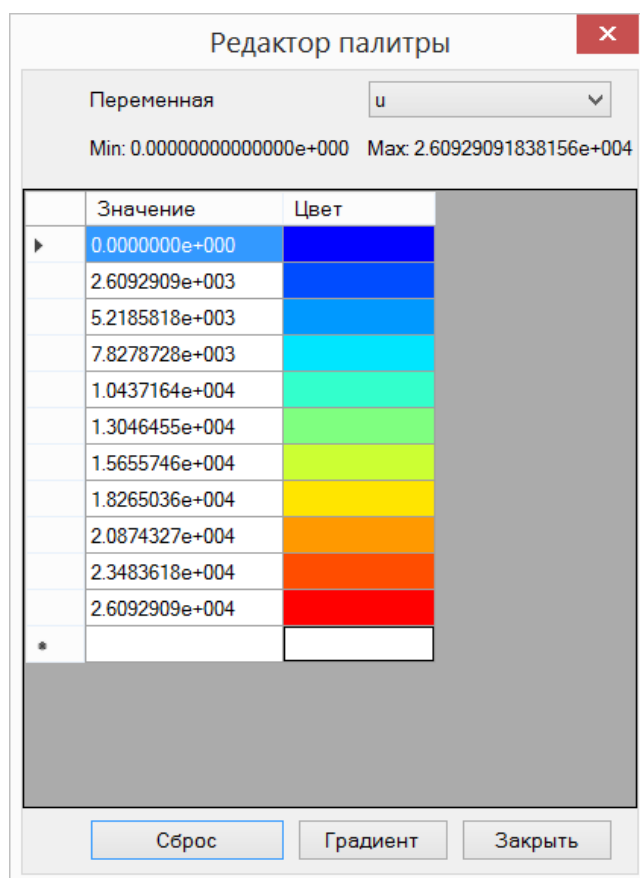 Редактор палитры
Переменная u
Min: 0.00000000000000e+000 Max: 2.60929091838156e+004
Значение Цвет
0.0000000e+000
2.6092909e+003
5.2185818e+003
7.8278728e+003
1.0437164e+004
1.3046455e+004
1.5655746e+004
1.8265036e+004
2.0874327e+004
2.3483618e+004
2.6092909e+004
Сброс Градиент Закрыть